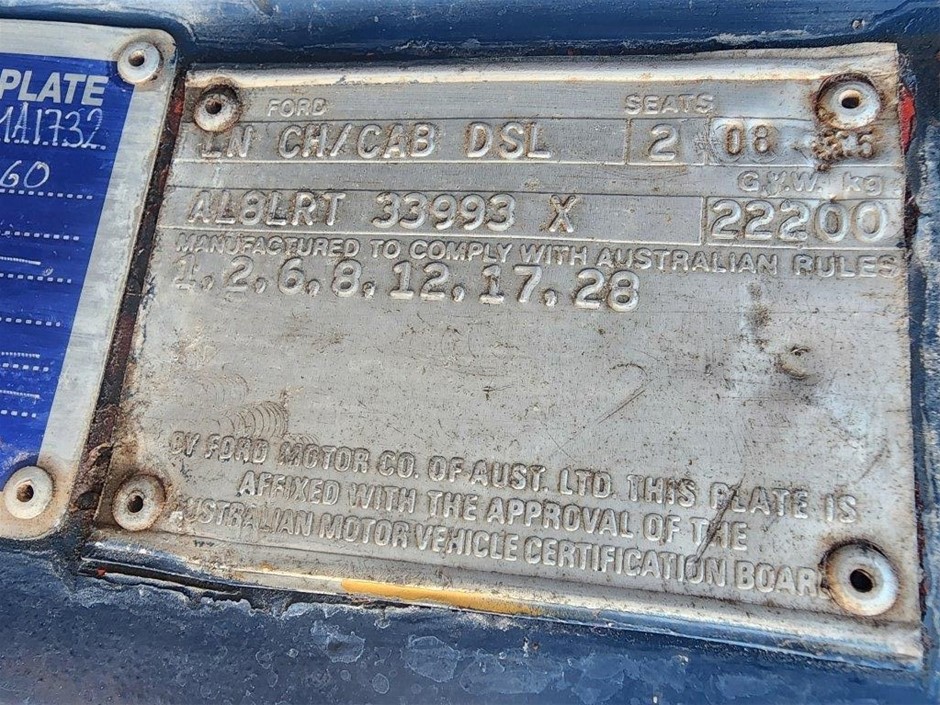 PLATE
MA1732
60
FORD SEATS
LN CH/CAB DSL 2 08
G.V.W. kg
AL8LRT 33993 X 22200
MANUFACTURED TO COMPLY WITH AUSTRALIAN RULES
1,2,6,8,12,17,28
BY FORD MOTOR CO. OF AUST. LTD. THIS PLATE IS
AFFIXED WITH THE APPROVAL OF THE
AUSTRALIAN MOTOR VEHICLE CERTIFICATION BOARD